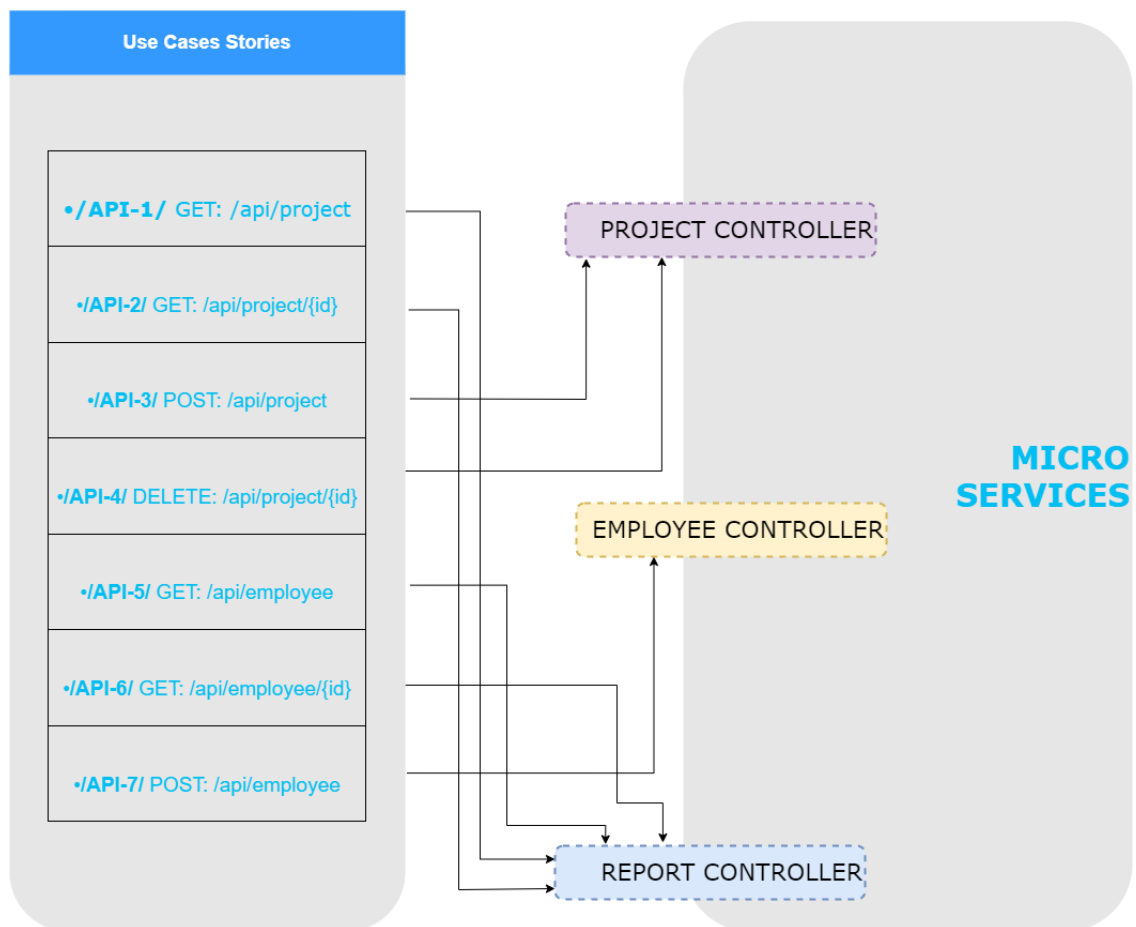 Use Cases Stories
•/API-1/ GET: /api/project
•/API-2/ GET: /api/project/{id}
•/API-3/ POST: /api/project
•/API-4/ DELETE: /api/project/{id}
•/API-5/ GET: /api/employee
•/API-6/ GET: /api/employee/{id}
•/API-7/ POST: /api/employee
PROJECT CONTROLLER
EMPLOYEE CONTROLLER
REPORT CONTROLLER
MICRO
SERVICES